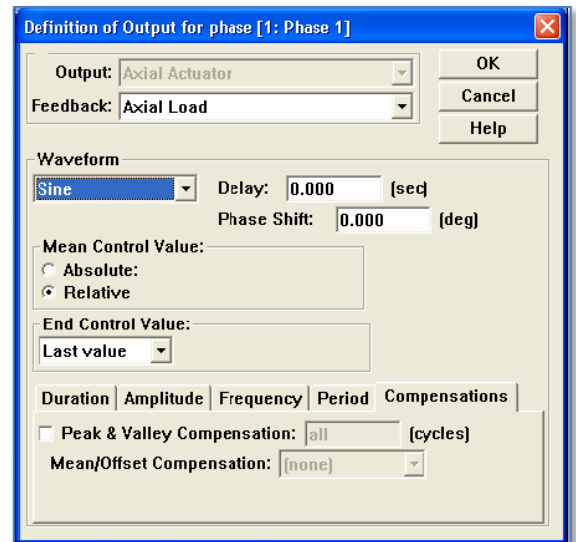 Definition of Output for phase [1: Phase 1]
Output: Axial Actuator
OK
Feedback: Axial Load
Cancel
Help
Waveform
Sine
Delay: 0.000 (sec)
Phase Shift: 0.000 (deg)
Mean Control Value:
Absolute:
Relative
End Control Value:
Last value
Duration Amplitude Frequency Period Compensations
Peak & Valley Compensation: all (cycles)
Mean/Offset Compensation: (none)